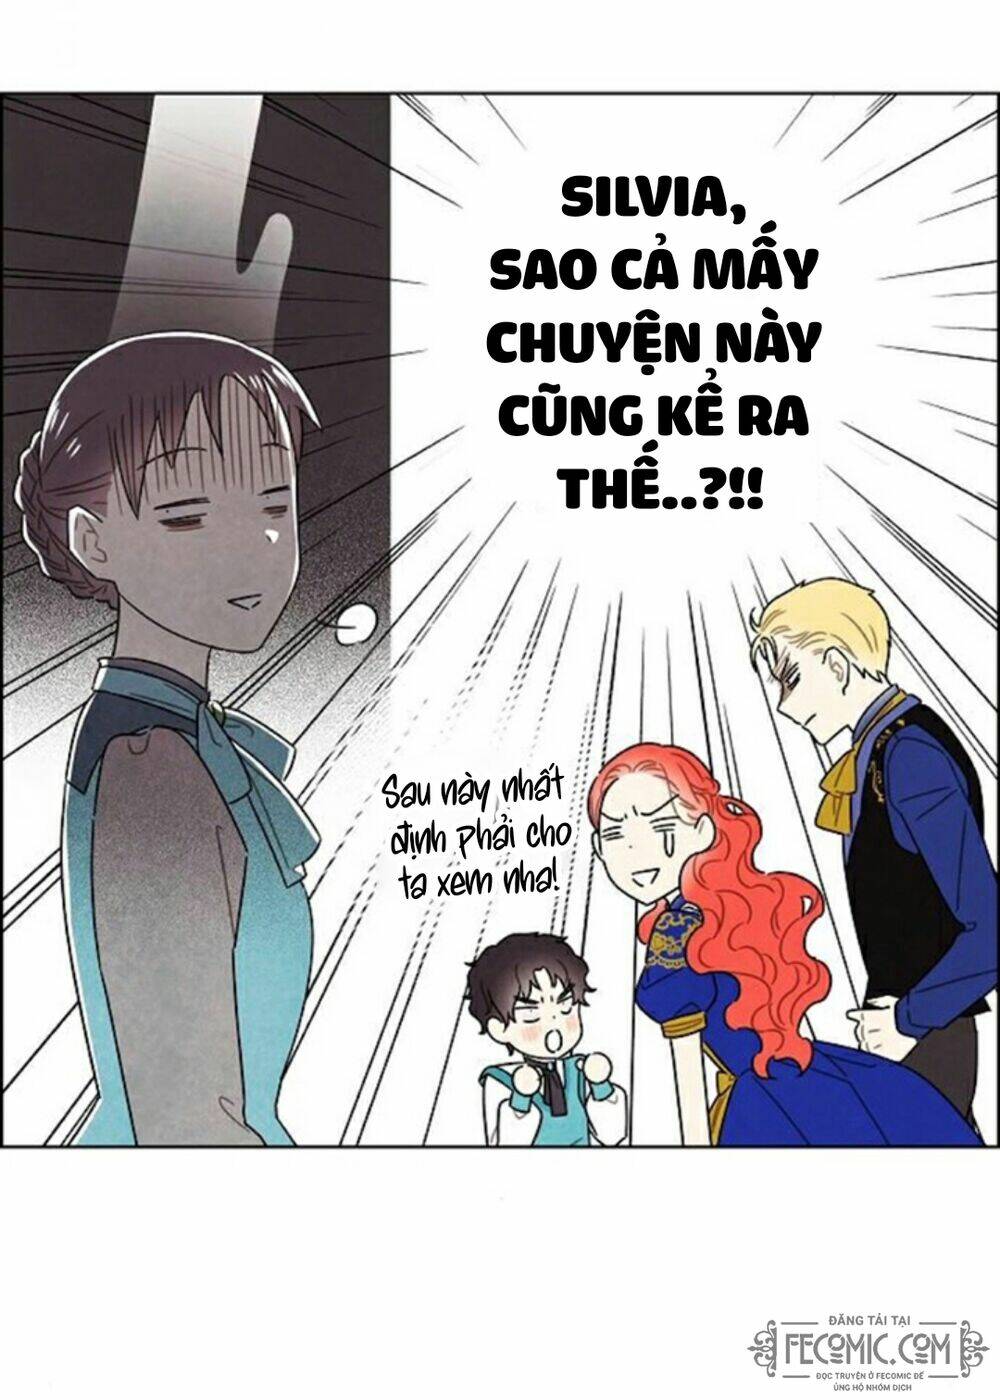 SILVIA,
SAO CẢ MẤY
CHUYỆN NÀY
CŨNG KỂ RA
THẾ..?!!
Sau này nhất
định phải cho
ta xem nha!
ĐĂNG TẢI TẠI
FECOMIC.COM
ĐỌC TRUYỆN Ở FECOMIC ĐỂ
ỦNG HỘ NHÓM DỊCH